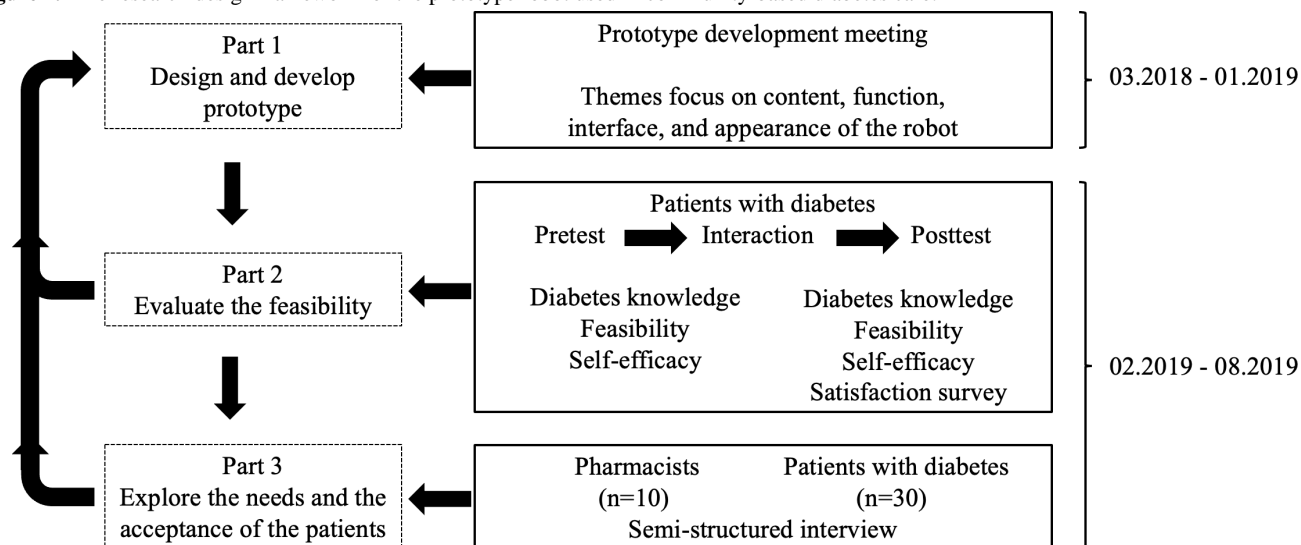 Part 1
Design and develop
prototype
Prototype development meeting
Themes focus on content, function,
interface, and appearance of the robot
03.2018 - 01.2019
Part 2
Evaluate the feasibility
Patients with diabetes
Pretest Interaction Posttest
Diabetes knowledge
Feasibility
Self-efficacy
Diabetes knowledge
Feasibility
Self-efficacy
Satisfaction survey
02.2019 - 08.2019
Part 3
Explore the needs and the
acceptance of the patients
Pharmacists
(n=10)
Patients with diabetes
(n=30)
Semi-structured interview